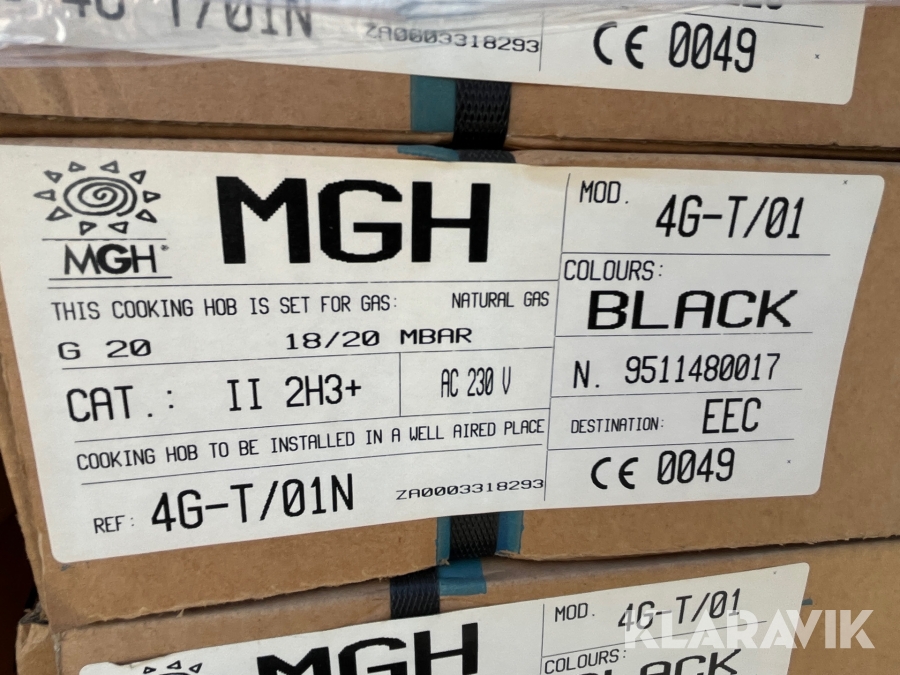 4G-T/01N
ZA0003318293
CE 0049
MGH
MGH
MOD. 4G-T/01
THIS COOKING HOB IS SET FOR GAS: NATURAL GAS
G 20 18/20 MBAR
COLOURS:
BLACK
CAT.: II 2H3+
AC 230 V
N. 9511480017
COOKING HOB TO BE INSTALLED IN A WELL AIRED PLACE
DESTINATION: EEC
REF: 4G-T/01N
ZA0003318293
CE 0049
MGH
MOD. 4G-T/01
COLOURS:
BLACK
KLARAVIK